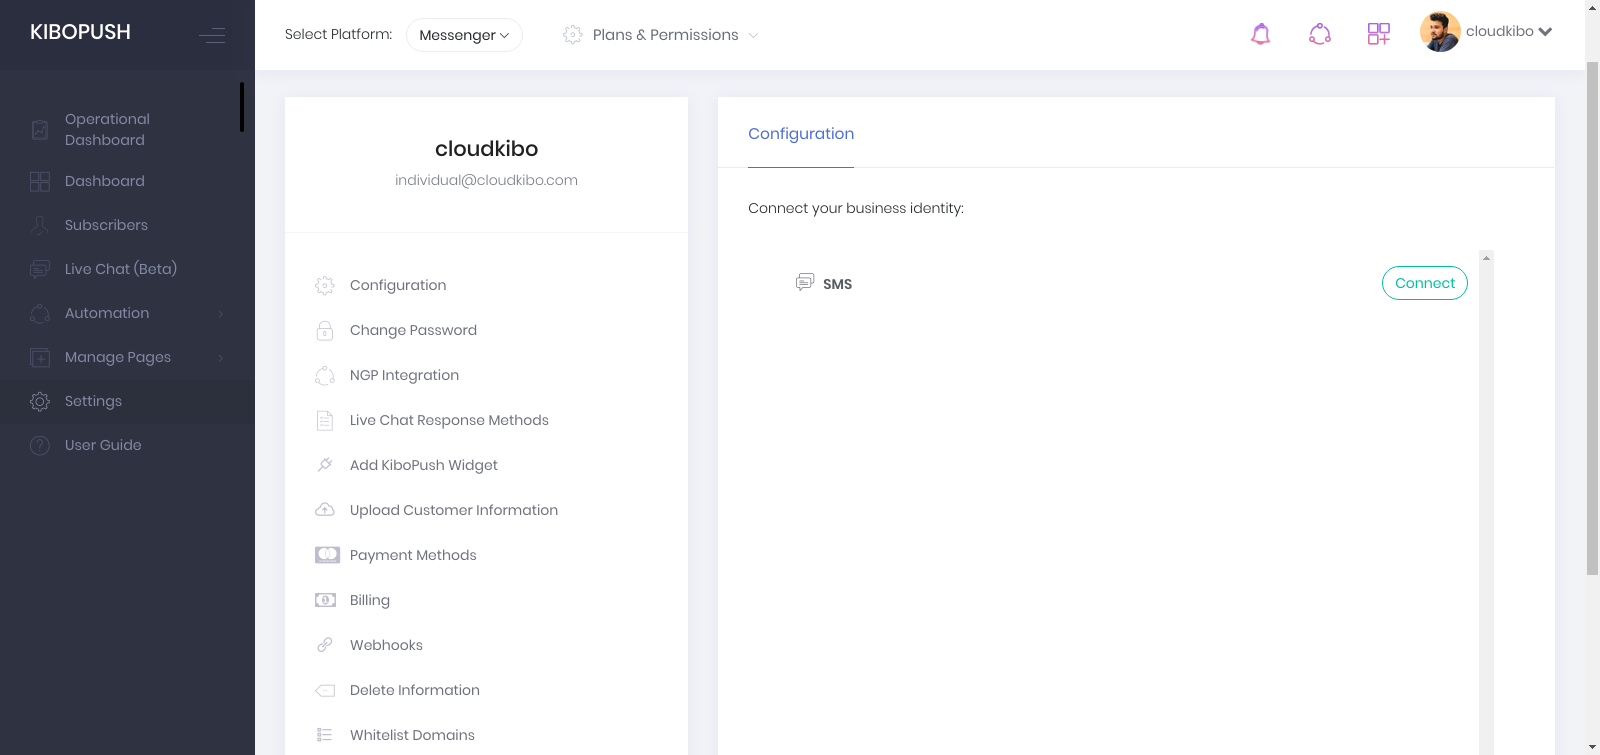 KIBOPUSH
Select Platform:
Messenger
Plans & Permissions
cloudkibo
Operational
Dashboard
Dashboard
Subscribers
Live Chat (Beta)
Automation
Manage Pages
Settings
User Guide
cloudkibo
individual@cloudkibo.com
Configuration
Change Password
NGP Integration
Live Chat Response Methods
Add KiboPush Widget
Upload Customer Information
Payment Methods
Billing
Webhooks
Delete Information
Whitelist Domains
Configuration
Connect your business identity:
SMS
Connect